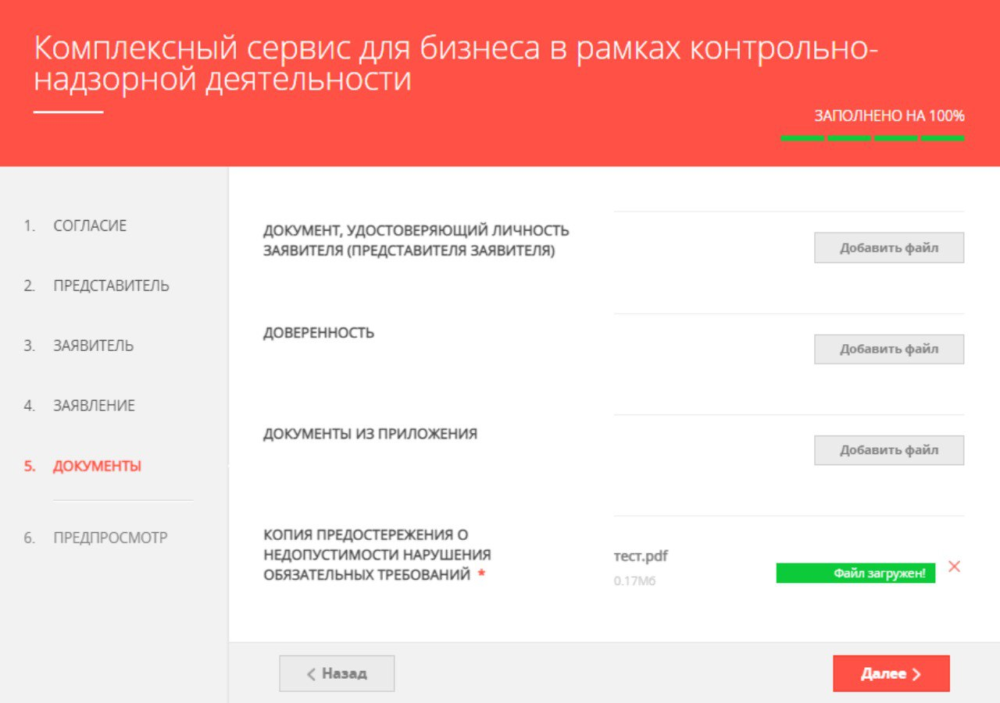 Комплексный сервис для бизнеса в рамках контрольно-
надзорной деятельности
ЗАПОЛНЕНО НА 100%
1. СОГЛАСИЕ
2. ПРЕДСТАВИТЕЛЬ
3. ЗАЯВИТЕЛЬ
4. ЗАЯВЛЕНИЕ
5. ДОКУМЕНТЫ
6. ПРЕДПРОСМОТР
ДОКУМЕНТ, УДОСТОВЕРЯЮЩИЙ ЛИЧНОСТЬ
ЗАЯВИТЕЛЯ (ПРЕДСТАВИТЕЛЯ ЗАЯВИТЕЛЯ)
Добавить файл
ДОВЕРЕННОСТЬ
Добавить файл
ДОКУМЕНТЫ ИЗ ПРИЛОЖЕНИЯ
Добавить файл
КОПИЯ ПРЕДОСТЕРЕЖЕНИЯ О
НЕДОПУСТИМОСТИ НАРУШЕНИЯ
ОБЯЗАТЕЛЬНЫХ ТРЕБОВАНИЙ *
тест.pdf
0.17Мб
Файл загружен!
Назад
Далее